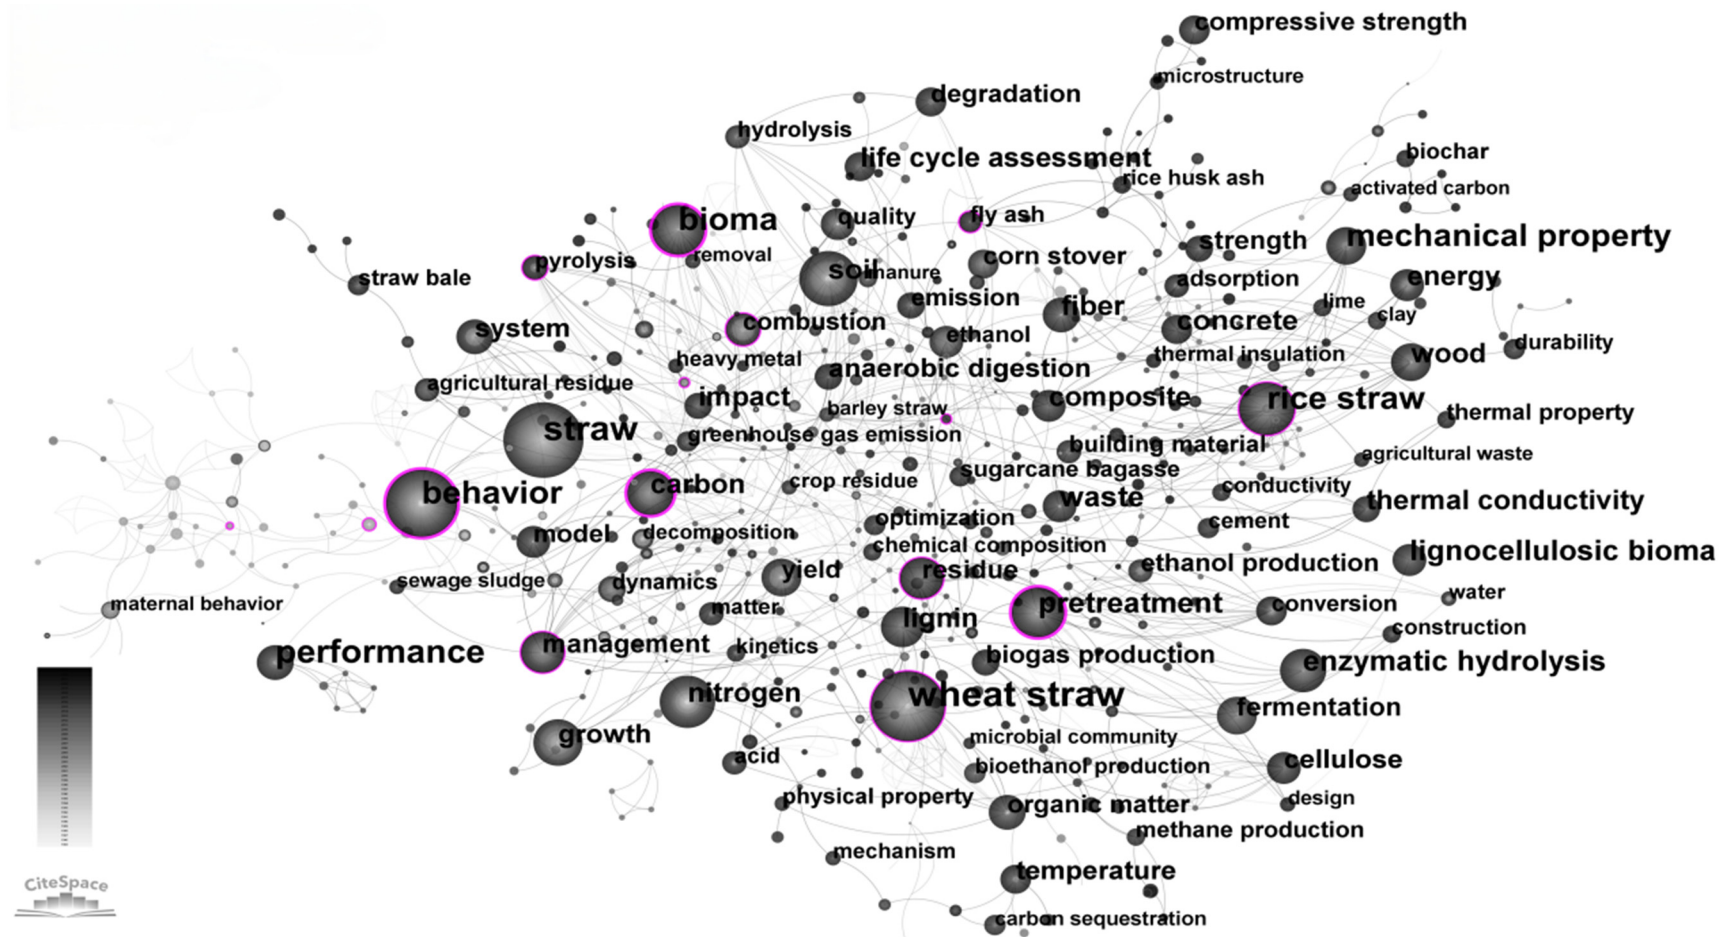 compressive strength
microstructure
degradation
hydrolysis
life cycle assessment
biochar
rice husk ash
activated carbon
bioma
quality
fly ash
mechanical property
strength
removal
pyrolysis
corn stover
soil
manure
straw bale
adsorption
energy
emission
fiber
lime
clay
combustion
concrete
system
ethanol
durability
heavy metal
thermal insulation
wood
anaerobic digestion
agricultural residue
impact
composite
rice straw
barley straw
thermal property
straw
greenhouse gas emission
building material
agricultural waste
sugarcane bagasse
crop residue
carbon
conductivity
behavior
waste
thermal conductivity
optimization
cement
model
decomposition
chemical composition
lignocellulosic bioma
ethanol production
residue
yield
sewage sludge
dynamics
water
maternal behavior
matter
pretreatment
conversion
lignin
construction
management
kinetics
performance
biogas production
enzymatic hydrolysis
nitrogen
wheat straw
fermentation
growth
microbial community
acid
cellulose
bioethanol production
physical property
organic matter
design
methane production
mechanism
temperature
CiteSpace
carbon sequestration